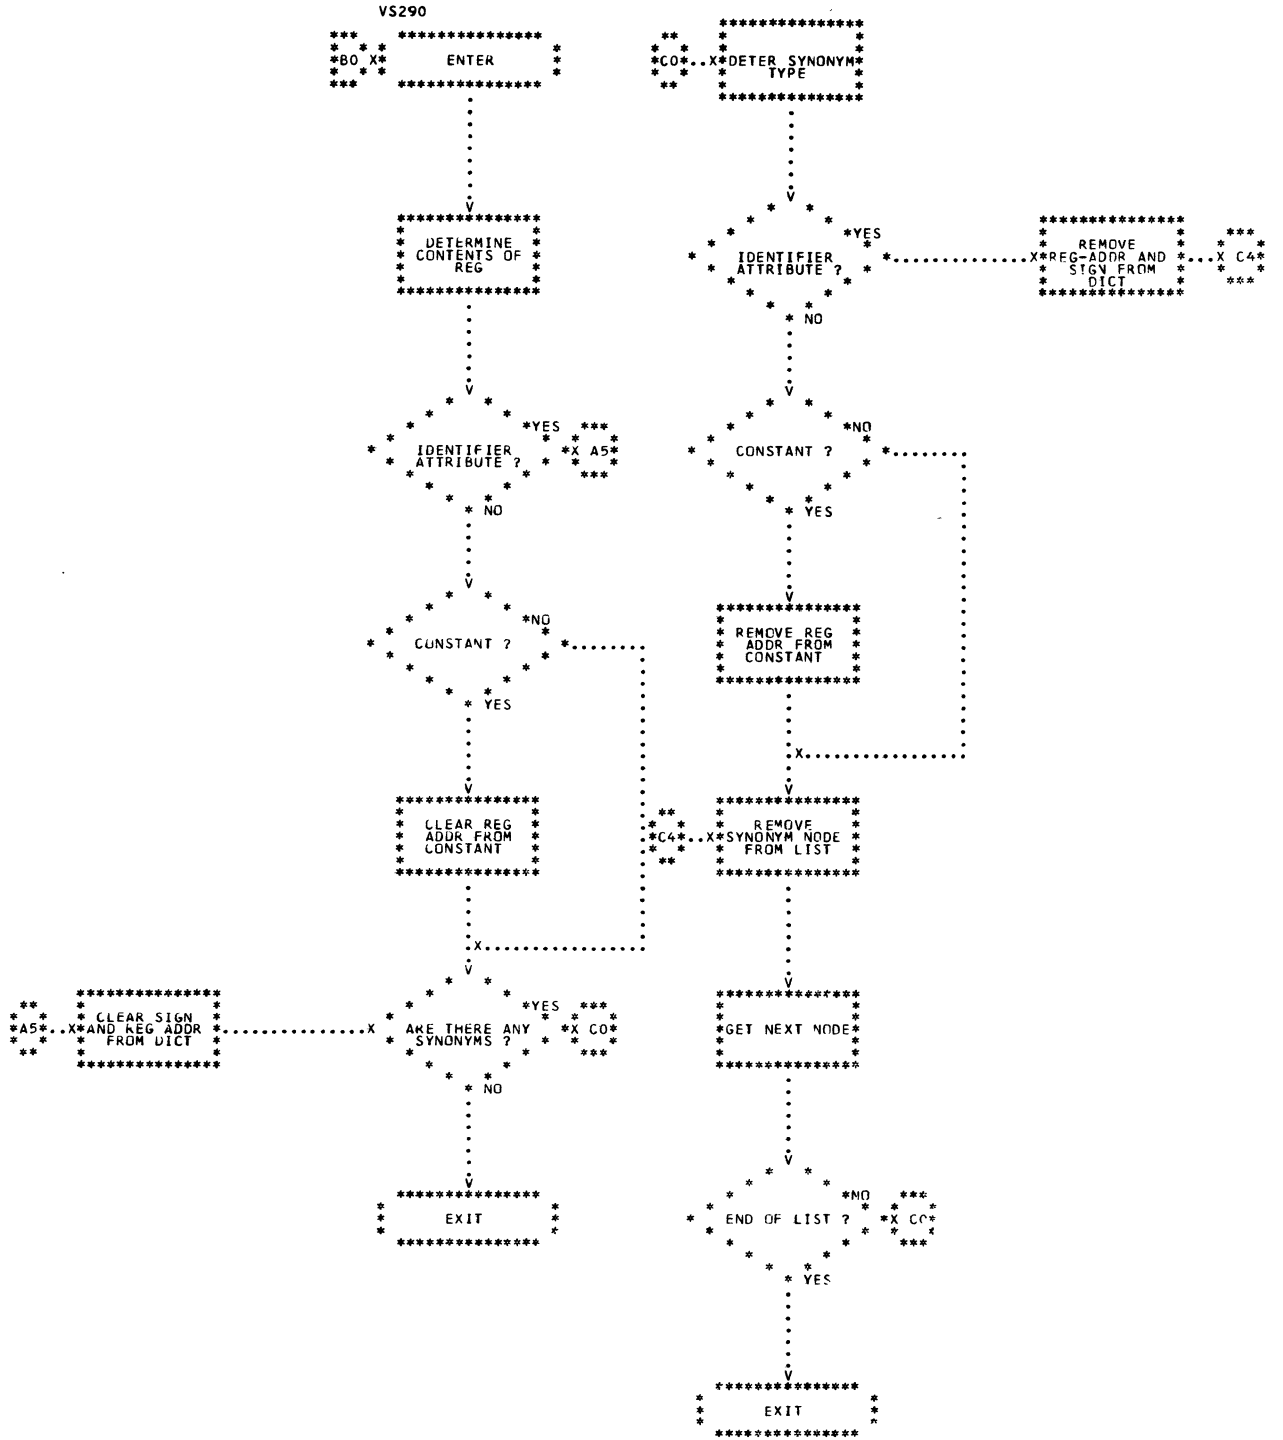 VS290
B0 X
ENTER
DETERMINE
CONTENTS OF
REG
IDENTIFIER
ATTRIBUTE ?
YES
X A5
NO
CONSTANT ?
NO
YES
CLEAR REG
ADDR FROM
CONSTANT
X
A5
X
CLEAR SIGN
AND REG ADDR
FROM DICT
X
ARE THERE ANY
SYNONYMS ?
YES
X C0
NO
EXIT
C0
X
DETER SYNONYM
TYPE
IDENTIFIER
ATTRIBUTE ?
YES
X
REMOVE
REG-ADDR AND
SIGN FROM
DICT
X C4
NO
CONSTANT ?
NO
YES
REMOVE REG
ADDR FROM
CONSTANT
X
C4
X
REMOVE
SYNONYM NODE
FROM LIST
GET NEXT NODE
END OF LIST ?
NO
X C0
YES
EXIT